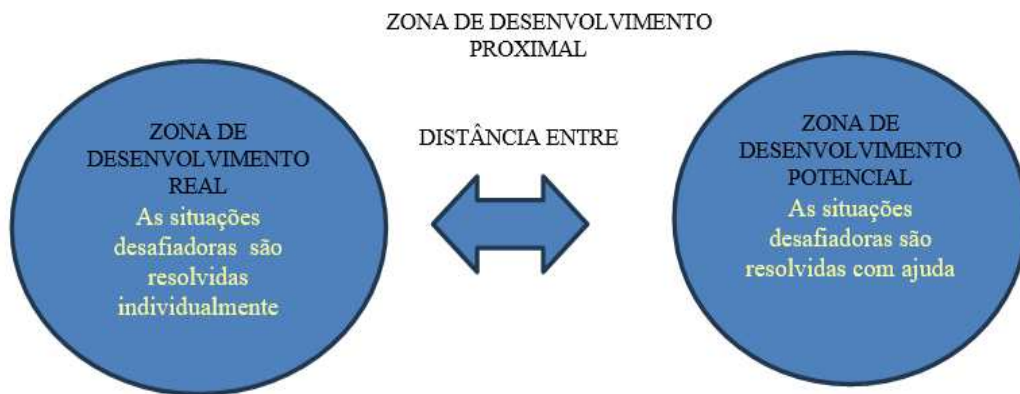 ZONA DE DESENVOLVIMENTO
PROXIMAL
ZONA DE
DESENVOLVIMENTO
REAL
As situações
desafiadoras são
resolvidas
individualmente
DISTÂNCIA ENTRE
ZONA DE
DESENVOLVIMENTO
POTENCIAL
As situações
desafiadoras são
resolvidas com ajuda